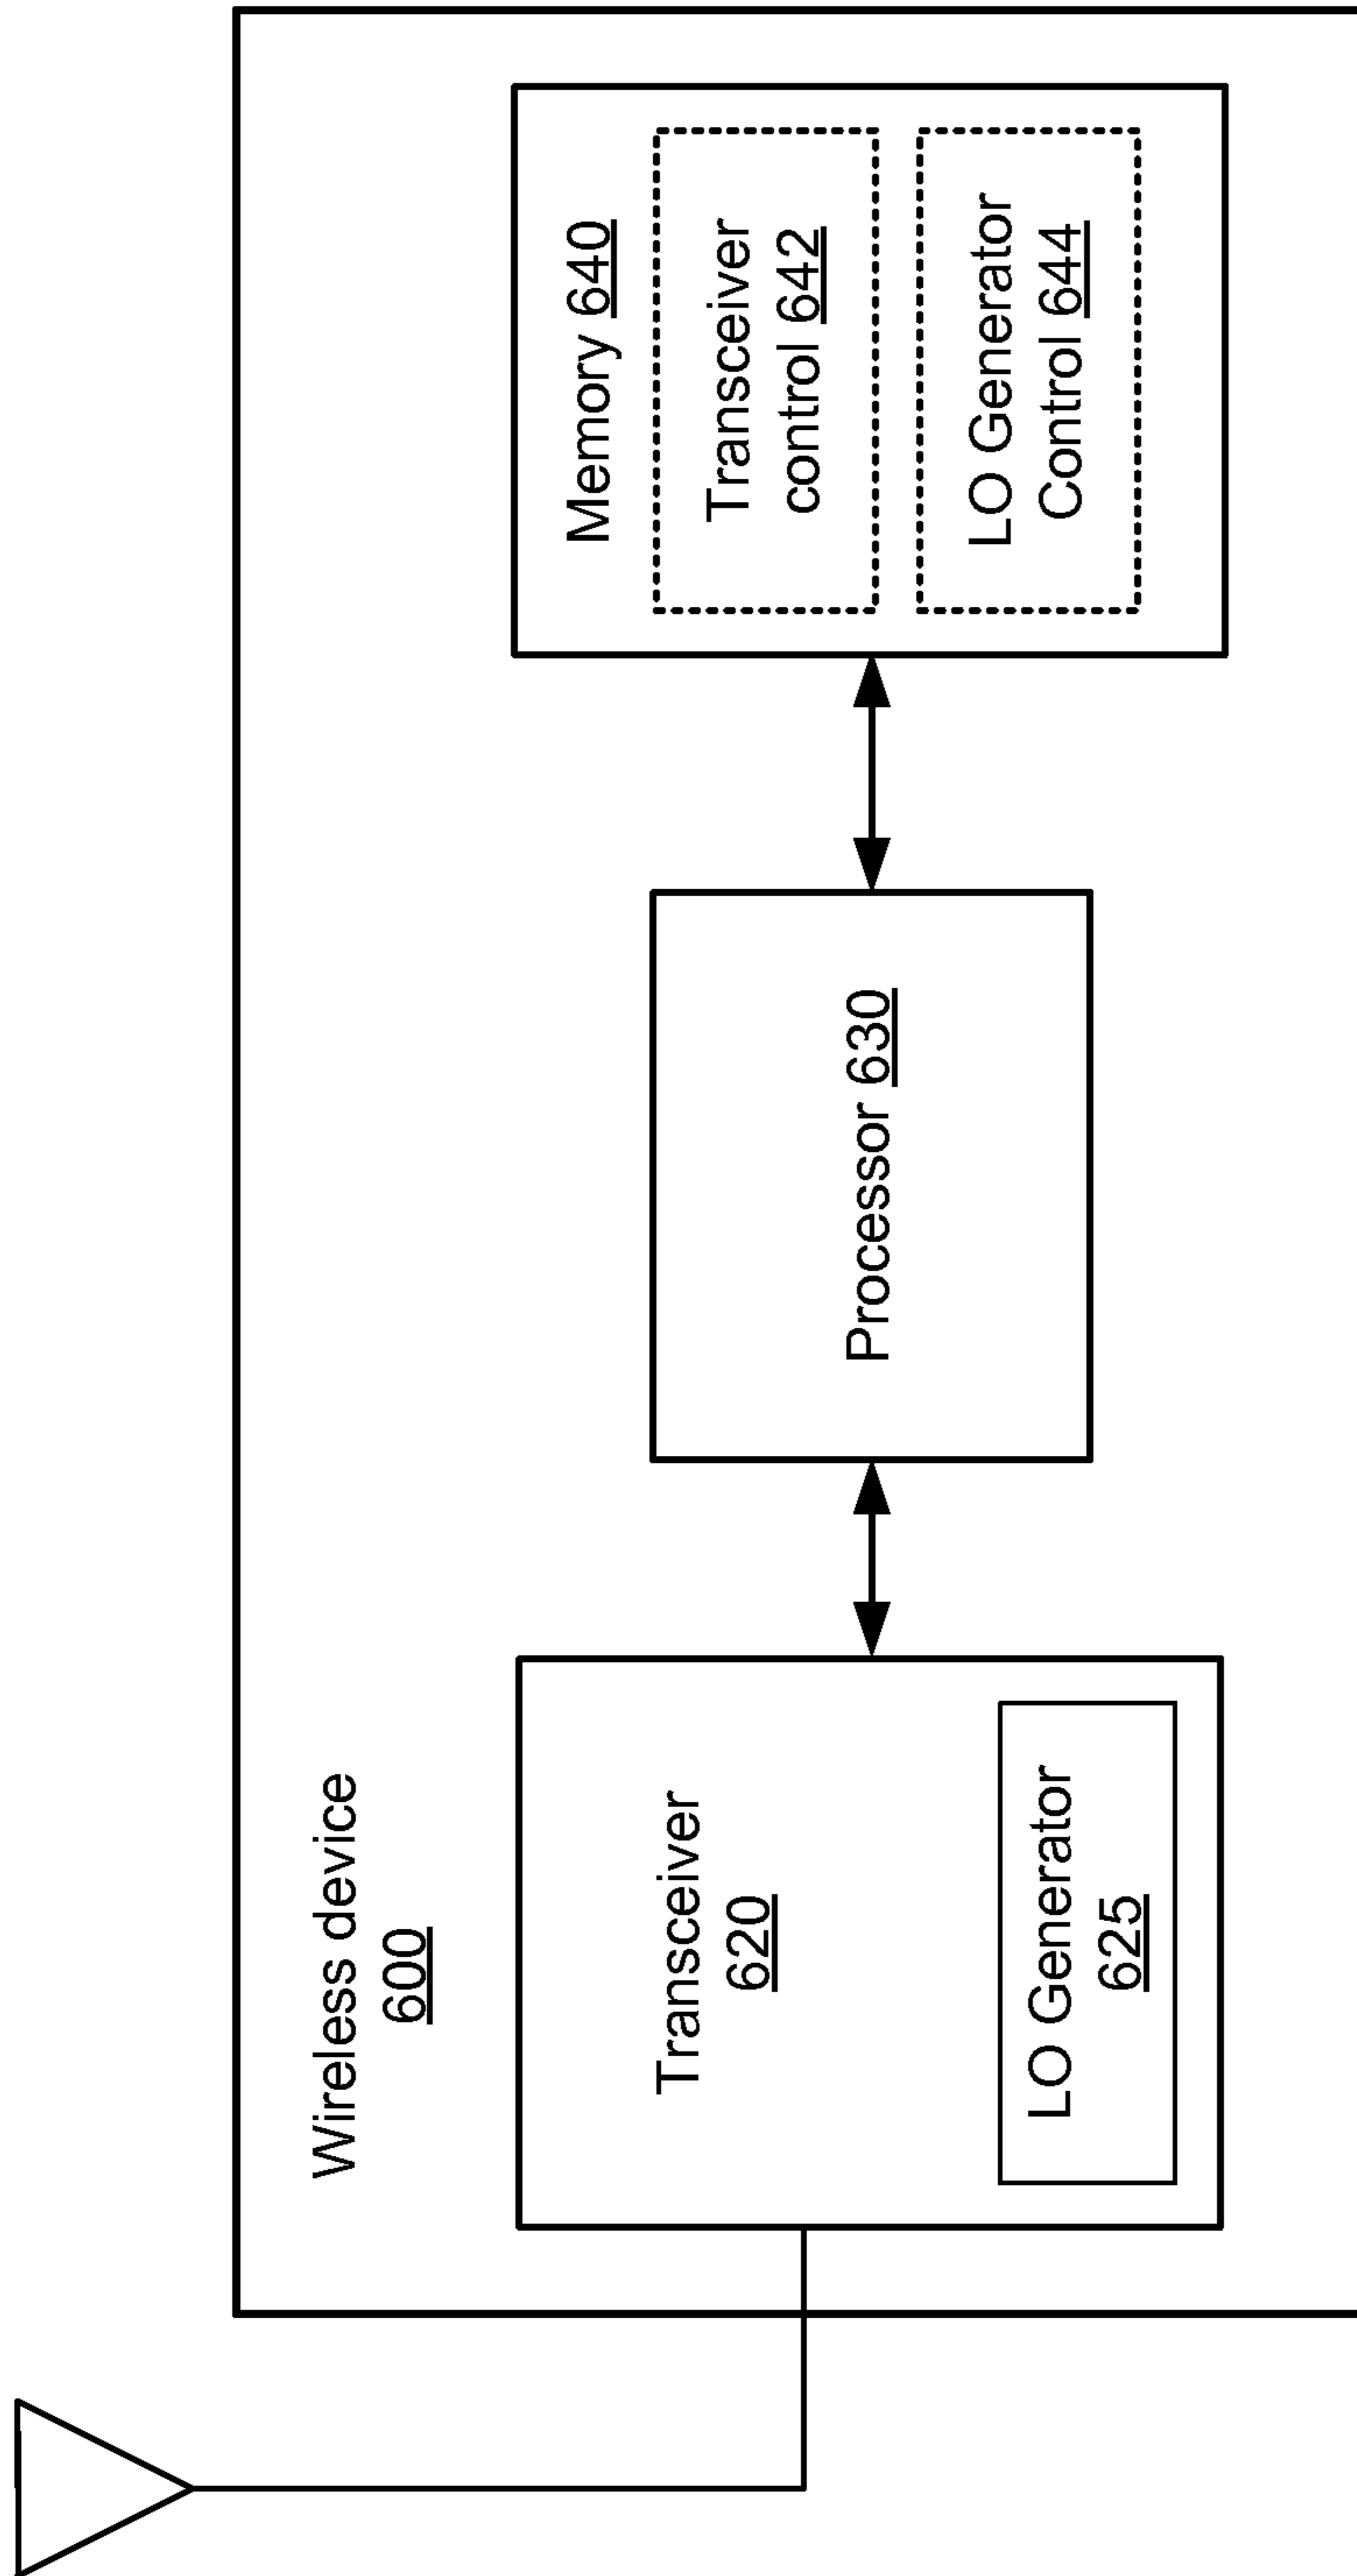 Wireless device
600
Transceiver
620
LO Generator
625
Processor 630
Memory 640
Transceiver
control 642
LO Generator
Control 644